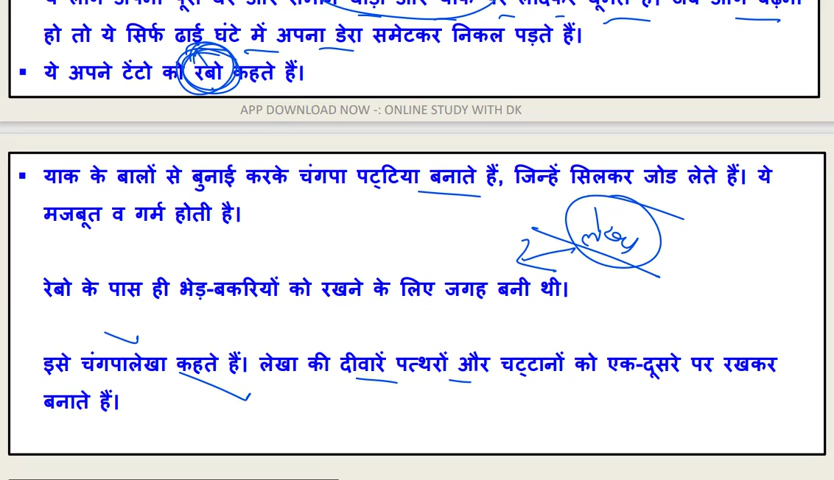 हो तो ये सिर्फ ढाई घंटे में अपना डेरा समेटकर निकल पड़ते हैं।
▪ ये अपने टेंटो को रबो कहते हैं।
APP DOWNLOAD NOW -: ONLINE STUDY WITH DK
▪ याक के बालों से बुनाई करके चंगपा पट्टिया बनाते हैं, जिन्हें सिलकर जोड लेते हैं। ये
मजबूत व गर्म होती है।
लेखा
रेबो के पास ही भेड़-बकरियों को रखने के लिए जगह बनी थी।
इसे चंगपालेखा कहते हैं। लेखा की दीवारें पत्थरों और चट्टानों को एक-दूसरे पर रखकर
बनाते हैं।